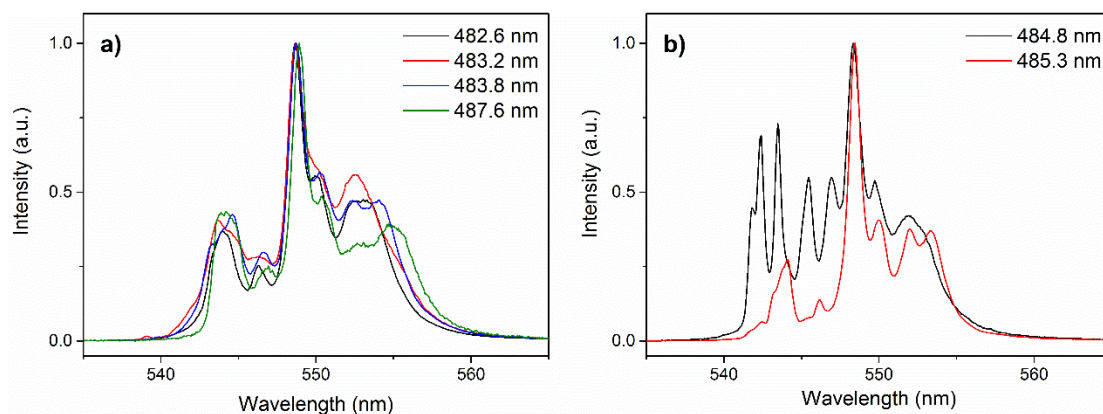 a)
482.6 nm
483.2 nm
483.8 nm
487.6 nm
1.0
0.5
0.0
Intensity (a.u.)
540
550
560
Wavelength (nm)
b)
484.8 nm
485.3 nm
1.0
0.5
0.0
Intensity (a.u.)
540
550
560
Wavelength (nm)